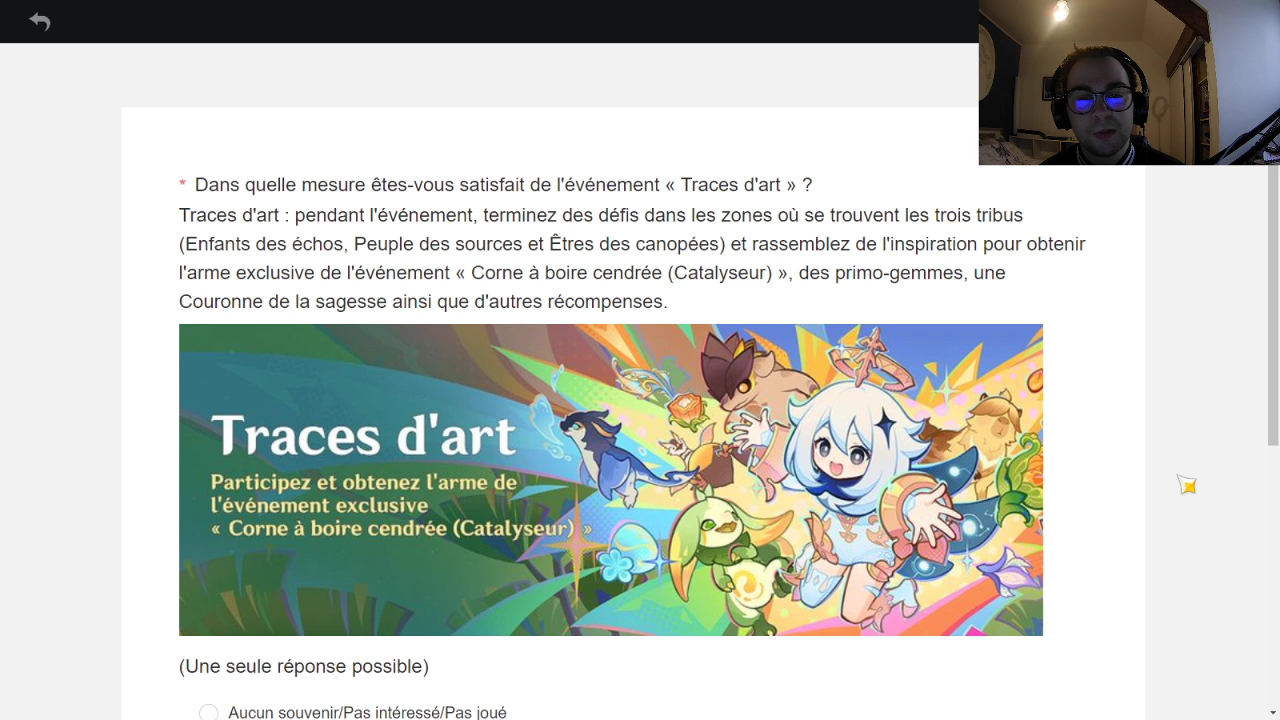 * Dans quelle mesure êtes-vous satisfait de l'événement « Traces d'art » ?
Traces d'art : pendant l'événement, terminez des défis dans les zones où se trouvent les trois tribus
(Enfants des échos, Peuple des sources et Êtres des canopées) et rassemblez de l'inspiration pour obtenir
l'arme exclusive de l'événement « Corne à boire cendrée (Catalyseur) », des primo-gemmes, une
Couronne de la sagesse ainsi que d'autres récompenses.
Traces d'art
Participez et obtenez l'arme de
l'événement exclusive
« Corne à boire cendrée (Catalyseur) »
(Une seule réponse possible)
Aucun souvenir/Pas intéressé/Pas joué